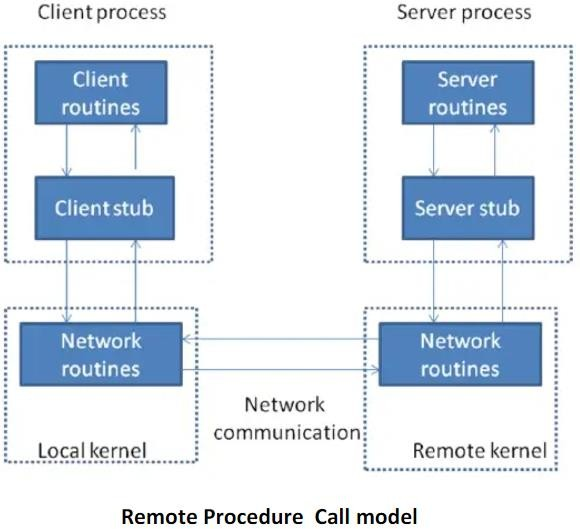 Client process
Server process
Client
routines
Server
routines
Client stub
Server stub
Network
routines
Network
routines
Network
communication
Local kernel
Remote kernel
Remote Procedure Call model